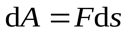 dA = Fds